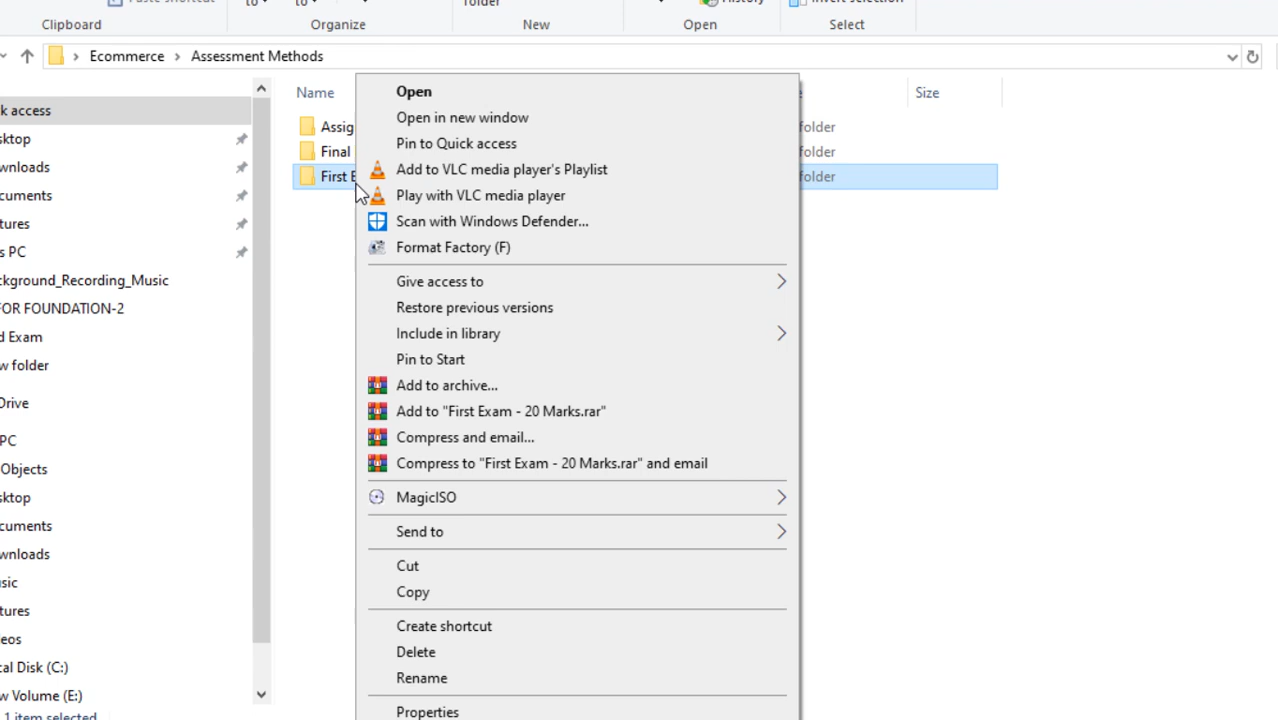 Paste shortcut
to
to
folder
History
Invert selection
Clipboard
Organize
New
Open
Select
Ecommerce
Assessment Methods
Name
Size
k access
sktop
wnloads
cuments
tures
s PC
ckground_Recording_Music
FOR FOUNDATION-2
d Exam
w folder
Drive
PC
Objects
sktop
cuments
wnloads
sic
tures
eos
cal Disk (C:)
w Volume (E:)
1 item selected
Assig
folder
Final
folder
First E
folder
Open
Open in new window
Pin to Quick access
Add to VLC media player's Playlist
Play with VLC media player
Scan with Windows Defender...
Format Factory (F)
Give access to
Restore previous versions
Include in library
Pin to Start
Add to archive...
Add to "First Exam - 20 Marks.rar"
Compress and email...
Compress to "First Exam - 20 Marks.rar" and email
MagicISO
Send to
Cut
Copy
Create shortcut
Delete
Rename
Properties